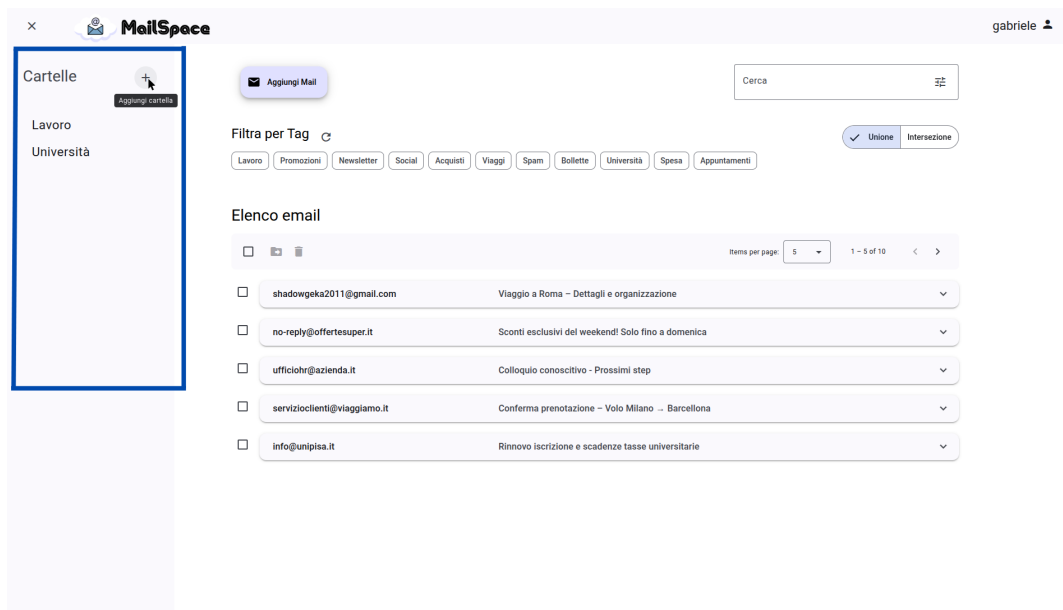 MailSpace
gabriele
Cartelle
Aggiungi cartella
Lavoro
Università
Aggiungi Mail
Cerca
Filtra per Tag
Unione Intersezione
Lavoro Promozioni Newsletter Social Acquisti Viaggi Spam Bollette Università Spesa Appuntamenti
Elenco email
Items per page: 5 1 – 5 of 10
shadowgeka2011@gmail.com Viaggio a Roma – Dettagli e organizzazione
no-reply@offertesuper.it Sconti esclusivi del weekend! Solo fino a domenica
ufficiohr@azienda.it Colloquio conoscitivo - Prossimi step
servizioclienti@viaggiamo.it Conferma prenotazione – Volo Milano → Barcellona
info@unipisa.it Rinnovo iscrizione e scadenze tasse universitarie